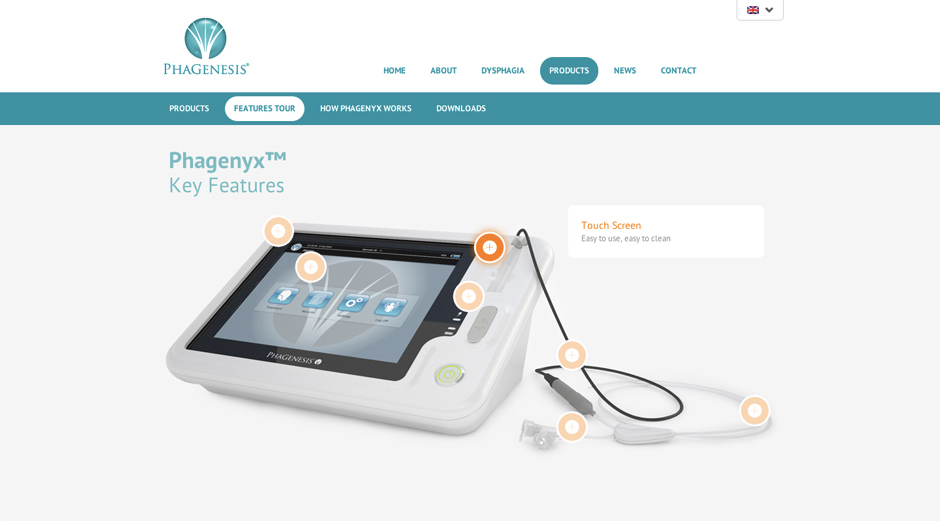 PHAGENESIS®
HOME ABOUT DYSPHAGIA PRODUCTS NEWS CONTACT
PRODUCTS FEATURES TOUR HOW PHAGENYX WORKS DOWNLOADS
Phagenyx™
Key Features
Touch Screen
Easy to use, easy to clean
PHAGENESIS